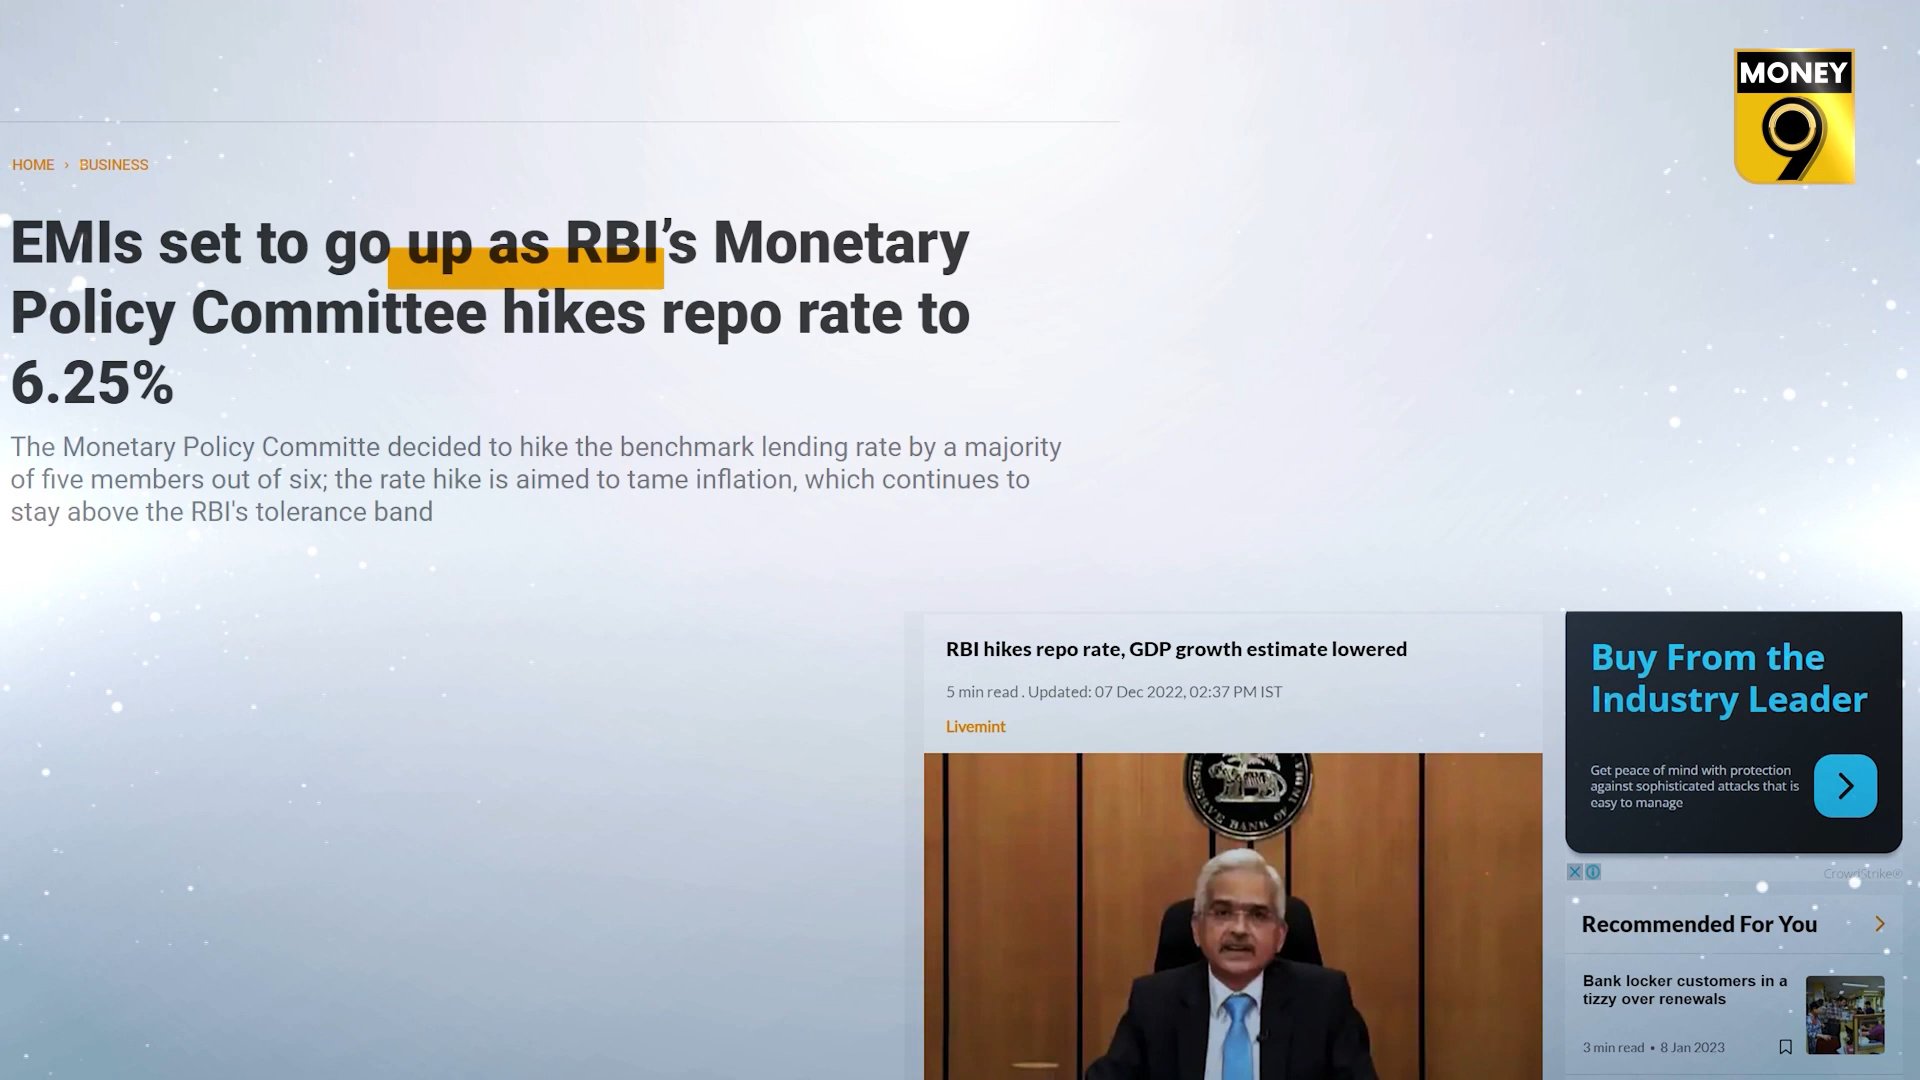 MONEY
9
HOME › BUSINESS
EMIs set to go up as RBI’s Monetary
Policy Committee hikes repo rate to
6.25%
The Monetary Policy Committe decided to hike the benchmark lending rate by a majority
of five members out of six; the rate hike is aimed to tame inflation, which continues to
stay above the RBI's tolerance band
RBI hikes repo rate, GDP growth estimate lowered
5 min read . Updated: 07 Dec 2022, 02:37 PM IST
Livemint
RESERVE BANK OF INDIA
Buy From the
Industry Leader
Get peace of mind with protection
against sophisticated attacks that is
easy to manage
CrowdStrike®
Recommended For You
Bank locker customers in a
tizzy over renewals
3 min read • 8 Jan 2023